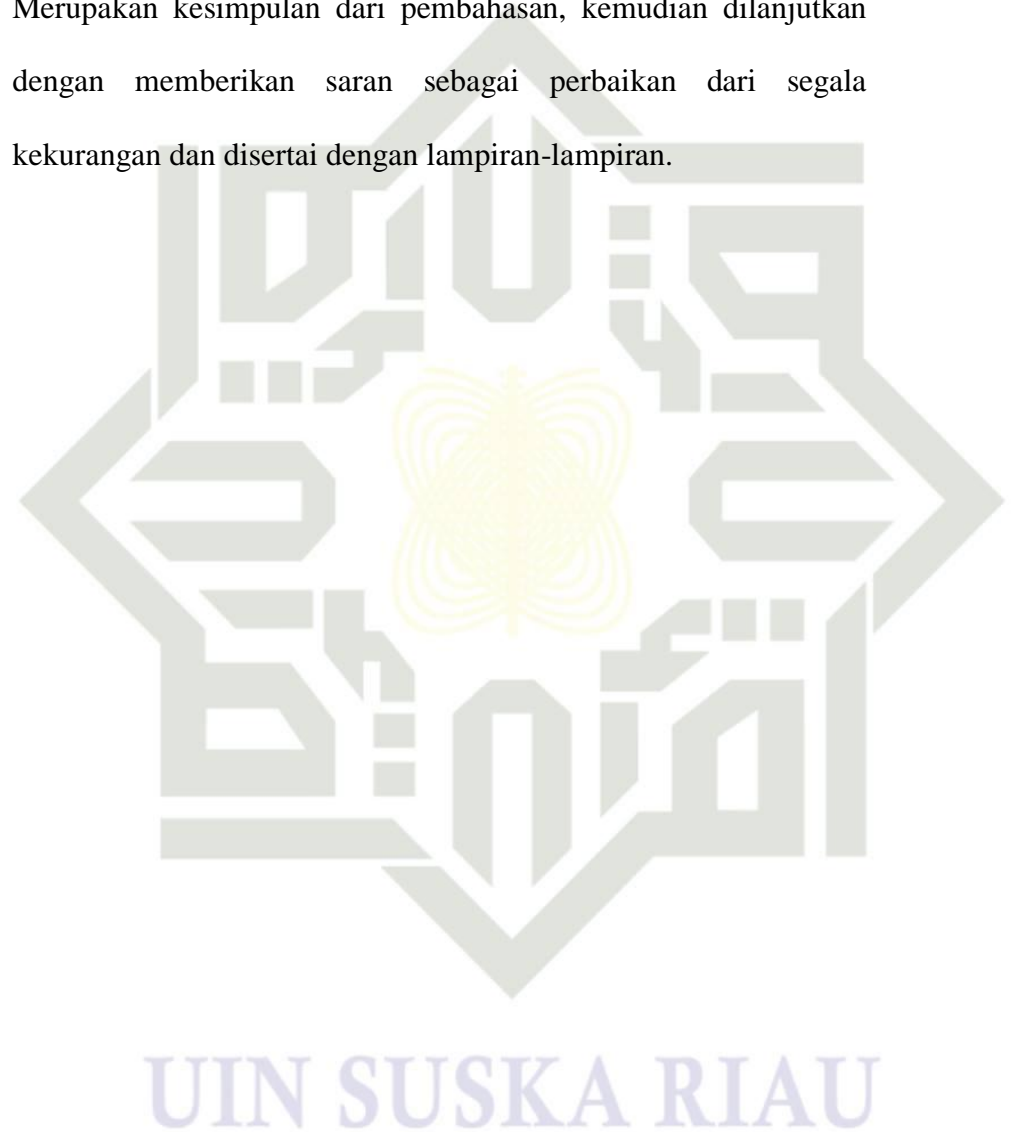 Merupakan kesimpulan dari pembahasan, kemudian dilanjutkan
dengan memberikan saran sebagai perbaikan dari segala
kekurangan dan disertai dengan lampiran-lampiran.
UIN SUSKA RIAU